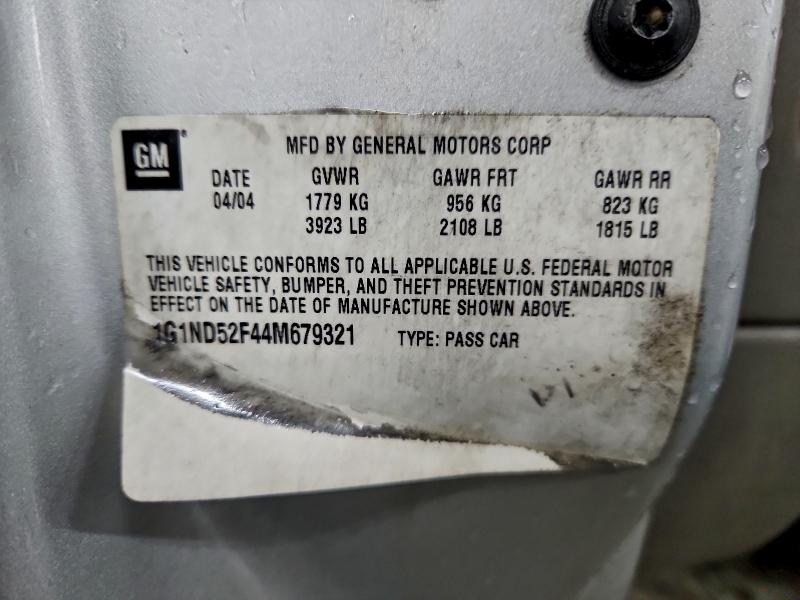 GM
MFD BY GENERAL MOTORS CORP
DATE GVWR GAWR FRT GAWR RR
04/04 1779 KG 956 KG 823 KG
3923 LB 2108 LB 1815 LB
THIS VEHICLE CONFORMS TO ALL APPLICABLE U.S. FEDERAL MOTOR
VEHICLE SAFETY, BUMPER, AND THEFT PREVENTION STANDARDS IN
EFFECT ON THE DATE OF MANUFACTURE SHOWN ABOVE.
1G1ND52F44M679321 TYPE: PASS CAR